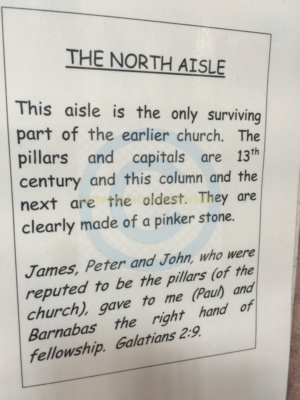 THE NORTH AISLE
This aisle is the only surviving
part of the earlier church. The
pillars and capitals are 13th
century and this column and the
next are the oldest. They are
clearly made of a pinker stone.
James, Peter and John, who were
reputed to be the pillars (of the
church), gave to me (Paul) and
Barnabas the right hand of
fellowship. Galatians 2:9.